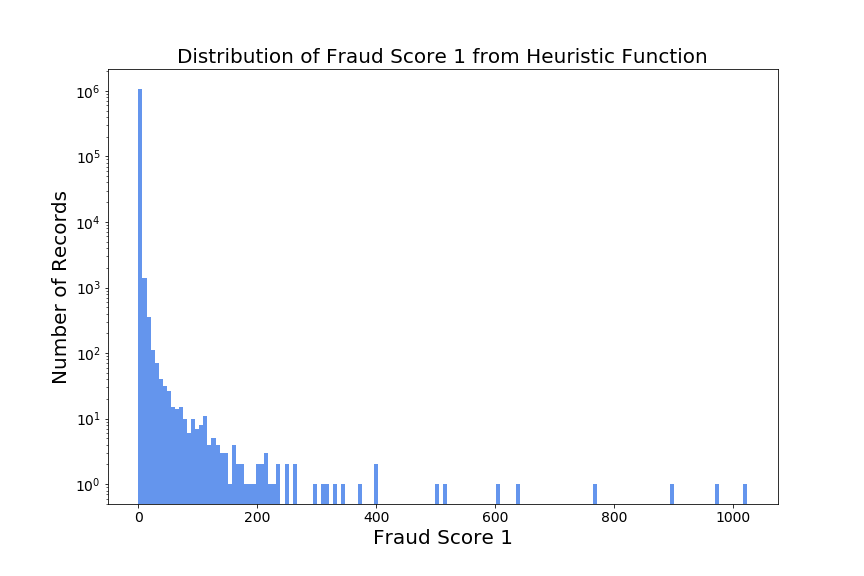 Distribution of Fraud Score 1 from Heuristic Function
Number of Records
10⁶
10⁵
10⁴
10³
10²
10¹
10⁰
0 200 400 600 800 1000
Fraud Score 1